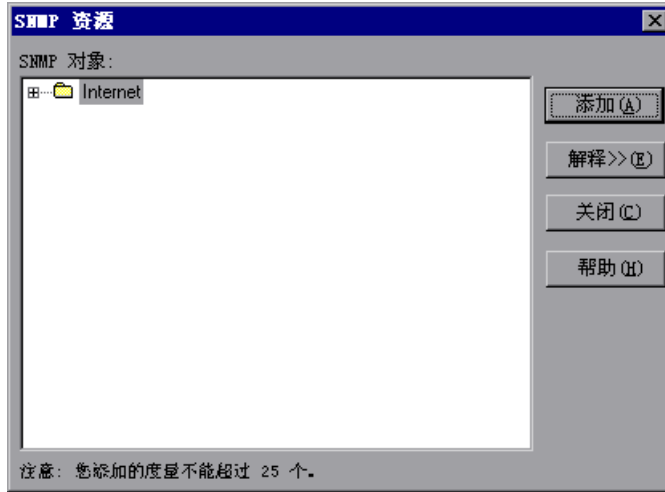 SNMP 资源
SNMP 对象:
Internet
添加(A)
解释>>(E)
关闭(C)
帮助(H)
注意: 您添加的度量不能超过 25 个。